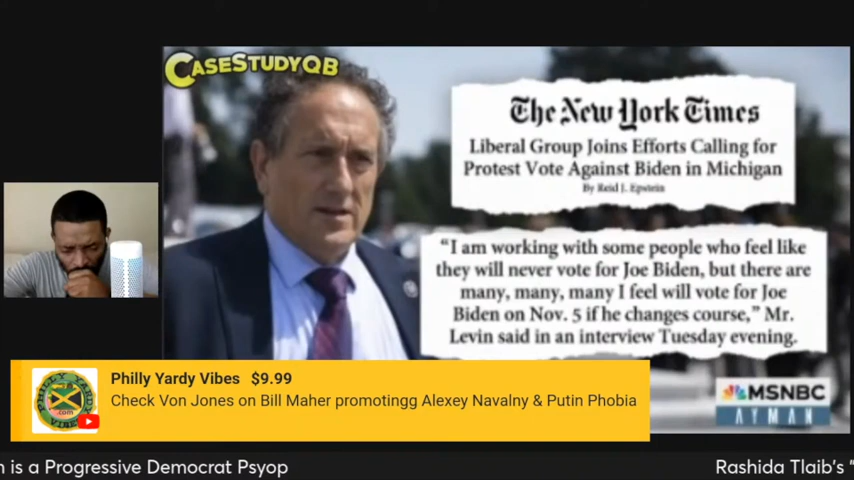 CASESTUDYQB
The New York Times
Liberal Group Joins Efforts Calling for
Protest Vote Against Biden in Michigan
By Reid J. Epstein
“I am working with some people who feel like
they will never vote for Joe Biden, but there are
many, many, many I feel will vote for Joe
Biden on Nov. 5 if he changes course,” Mr.
Levin said in an interview Tuesday evening.
PHILLY YARDY
.com
VIBES
Philly Yardy Vibes $9.99
Check Von Jones on Bill Maher promotingg Alexey Navalny & Putin Phobia
MSNBC
AYMAN
n is a Progressive Democrat Psyop
Rashida Tlaib's "